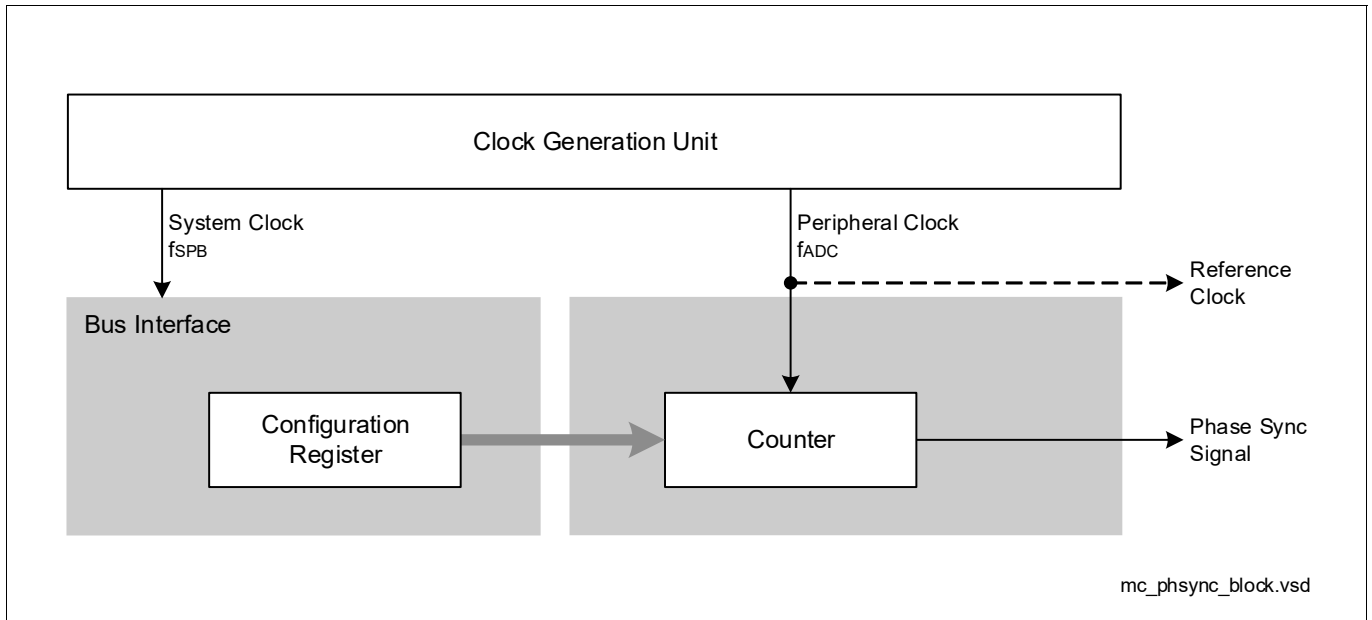 Clock Generation Unit
System Clock
fSPB
Peripheral Clock
fADC
Reference
Clock
Bus Interface
Configuration
Register
Counter
Phase Sync
Signal
mc_phsync_block.vsd